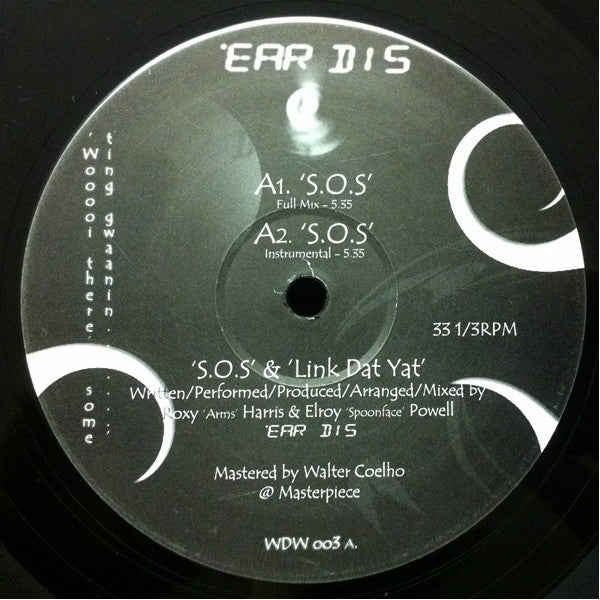 'EAR DIS
A1. 'S.O.S'
Full Mix - 5.35
A2. 'S.O.S'
Instrumental - 5.35
33 1/3RPM
'Wooooi there' some
ting gwaanin.......;
'S.O.S' & 'Link Dat Yat'
Written/Performed/Produced/Arranged/Mixed by
Roxy 'Arms' Harris & Elroy 'Spoonface' Powell
'EAR DIS
Mastered by Walter Coelho
@ Masterpiece
WDW 003 A.